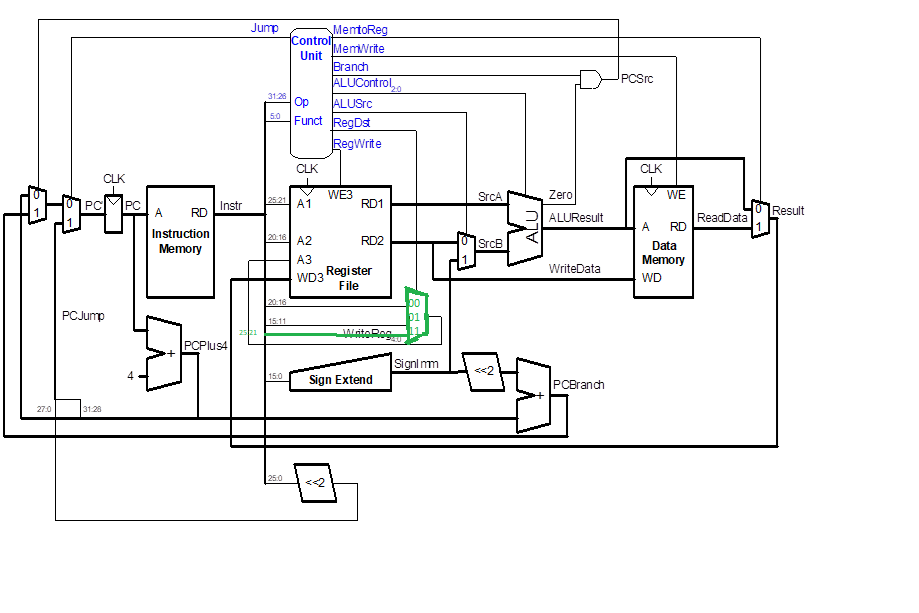 Jump
MemtoReg
Control
Unit
MemWrite
Branch
PCSrc
ALUControl2:0
31:26
Op
ALUSrc
5:0
Funct
RegDst
RegWrite
CLK
CLK
CLK
0
1
0
1
PC'
PC
A
RD
Instr
Instruction
Memory
25:21
A1
WE3
RD1
20:16
A2
RD2
A3
WD3
Register
File
SrcA
0
1
SrcB
ALU
Zero
ALUResult
WriteData
A
WE
RD
Data
Memory
WD
ReadData
0
1
Result
20:16
00
15:11
01
25:21
11
WriteReg4:0
PCJump
PCPlus4
+
4
SignImm
15:0
Sign Extend
<<2
+
PCBranch
27:0
31:28
25:0
<<2